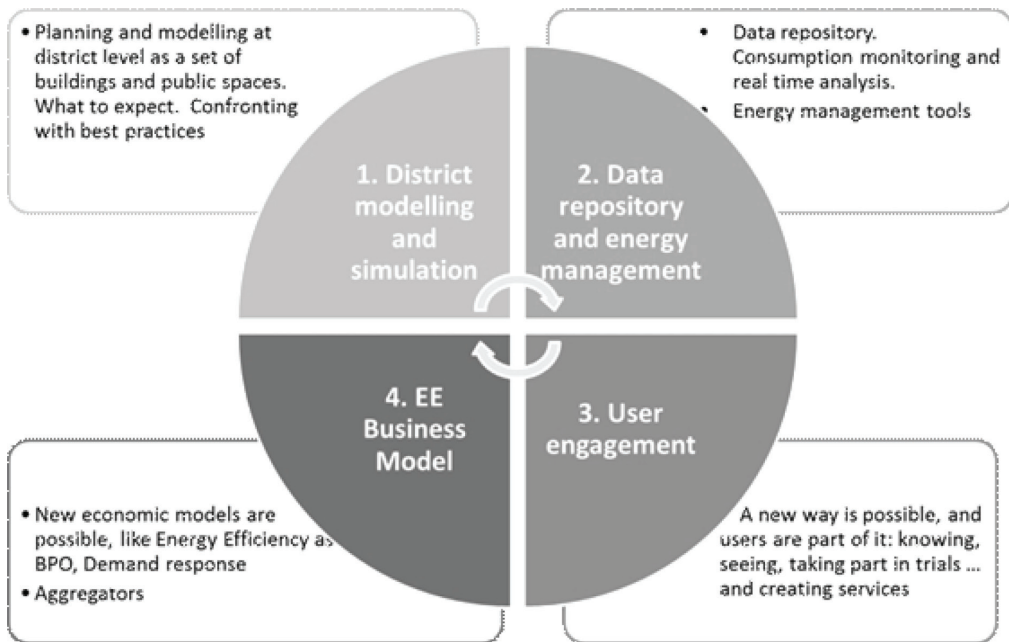 • Planning and modelling at
district level as a set of
buildings and public spaces.
What to expect.  Confronting
with best practices
• Data repository.
Consumption monitoring and
real time analysis.
• Energy management tools
1. District
modelling
and
simulation
2. Data
repository
and energy
management
4. EE
Business
Model
3. User
engagement
• New economic models are
possible, like Energy Efficiency as
BPO, Demand response
• Aggregators
A new way is possible, and
users are part of it: knowing,
seeing, taking part in trials ...
and creating services